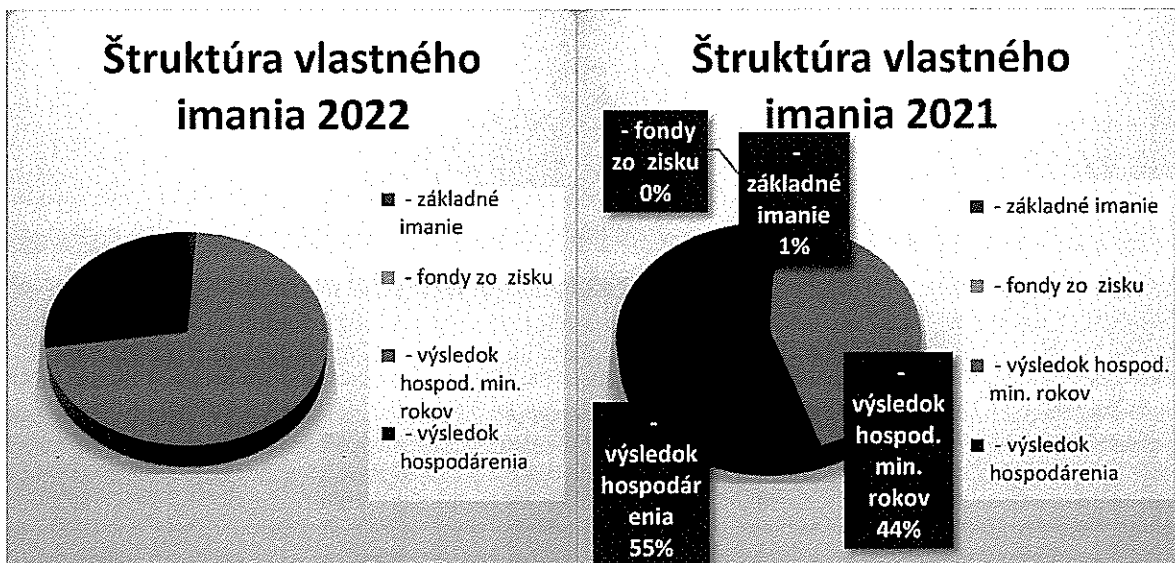 Štruktúra vlastného
imania 2022
- základné
imanie
- fondy zo zisku
- výsledok
hospod. min.
rokov
- výsledok
hospodárenia
Štruktúra vlastného
imania 2021
- fondy
zo zisku
0%
-
základné
imanie
1%
-
výsledok
hospod.
min.
rokov
44%
-
výsledok
hospodár
enia
55%
- základné imanie
- fondy zo zisku
- výsledok hospod.
min. rokov
- výsledok
hospodárenia